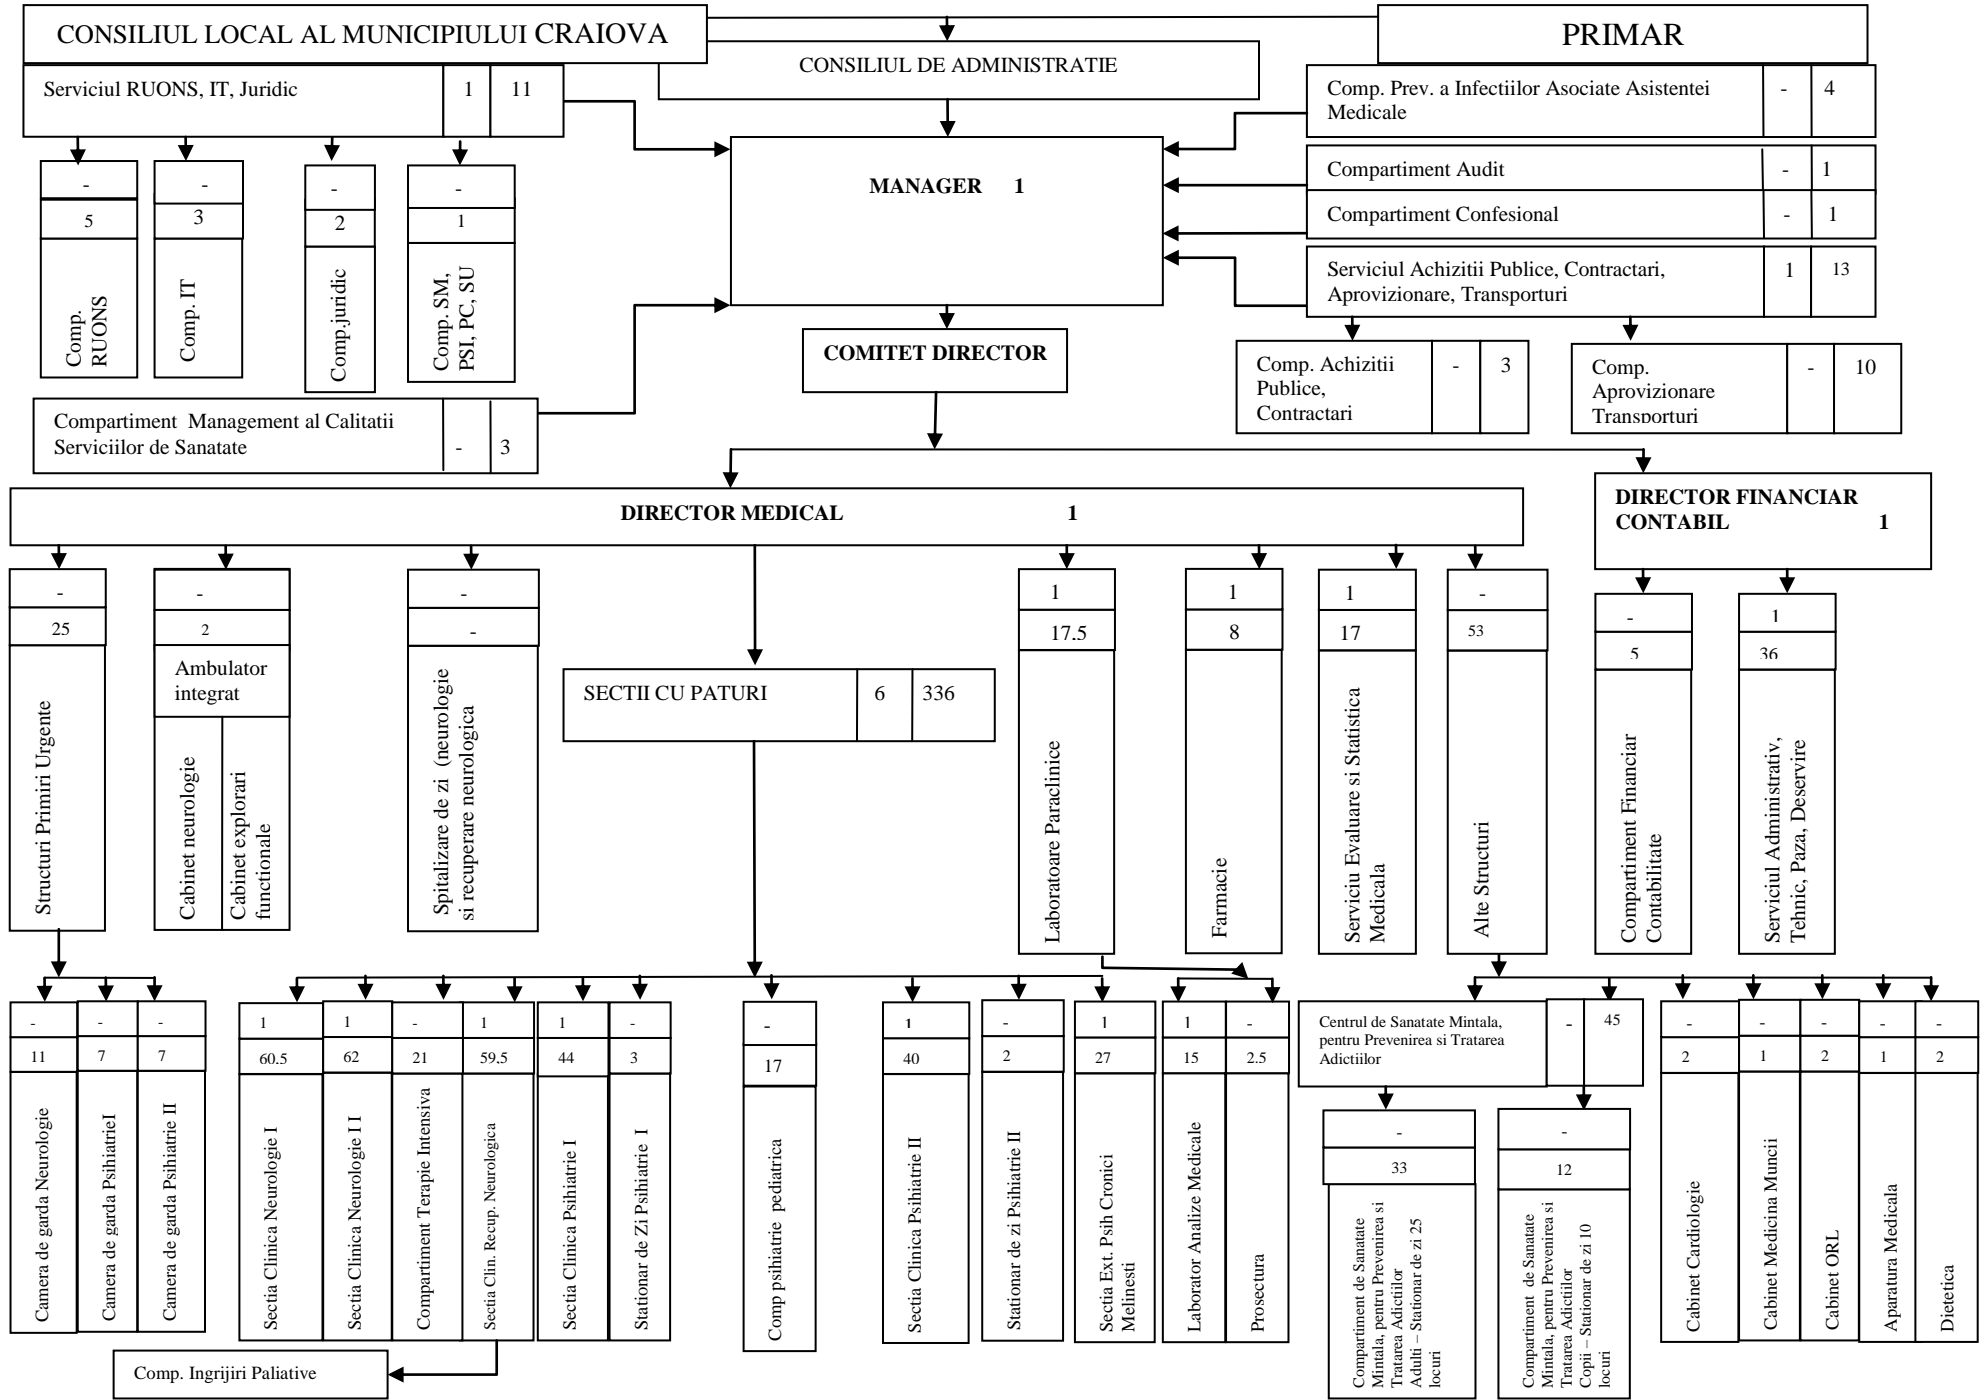 CONSILIUL LOCAL AL MUNICIPIULUI CRAIOVA
PRIMAR
CONSILIUL DE ADMINISTRATIE
Serviciul RUONS, IT, Juridic 1 11
-
5
Comp.
RUONS
-
3
Comp. IT
-
2
Comp.juridic
-
1
Comp. SM,
PSI, PC, SU
Compartiment Management al Calitatii
Serviciilor de Sanatate - 3
MANAGER 1
COMITET DIRECTOR
Comp. Prev. a Infectiilor Asociate Asistentei - 4
Medicale
Compartiment Audit - 1
Compartiment Confesional - 1
Serviciul Achizitii Publice, Contractari, 1 13
Aprovizionare, Transporturi
Comp. Achizitii - 3
Publice,
Contractari
Comp. - 10
Aprovizionare
Transporturi
DIRECTOR MEDICAL 1
DIRECTOR FINANCIAR
CONTABIL 1
-
25
Structuri Primiri Urgente
-
2
Ambulator
integrat
Cabinet neurologie
Cabinet explorari
functionale
-
-
Spitalizare de zi (neurologie
si recuperare neurologica
SECTII CU PATURI 6 336
1
17.5
Laboratoare Paraclinice
1
8
Farmacie
1
17
Serviciu Evaluare si Statistica
Medicala
-
53
Alte Structuri
-
5
Compartiment Financiar
Contabilitate
1
36
Serviciul Administrativ,
Tehnic, Paza, Deservire
-
11
Camera de garda Neurologie
-
7
Camera de garda PsihiatrieI
-
7
Camera de garda Psihiatrie II
1
60.5
Sectia Clinica Neurologie I
1
62
Sectia Clinica Neurologie I I
-
21
Compartiment Terapie Intensiva
1
59.5
Sectia Clin. Recup. Neurologica
1
44
Sectia Clinica Psihiatrie I
-
3
Stationar de Zi Psihiatrie I
-
17
Comp psihiatrie pediatrica
1
40
Sectia Clinica Psihiatrie II
-
2
Stationar de zi Psihiatrie II
1
27
Sectia Ext. Psih Cronici
Melinesti
1
15
Laborator Analize Medicale
-
2.5
Prosectura
Centrul de Sanatate Mintala, - 45
pentru Prevenirea si Tratarea
Adictiilor
-
33
Compartiment de Sanatate
Mintala, pentru Prevenirea si
Tratarea Adictiilor
Adulti – Stationar de zi 25
locuri
-
12
Compartiment de Sanatate
Mintala, pentru Prevenirea si
Tratarea Adictiilor
Copii – Stationar de zi 10
locuri
-
2
Cabinet Cardiologie
-
1
Cabinet Medicina Muncii
-
2
Cabinet ORL
-
1
Aparatura Medicala
-
2
Dietetica
Comp. Ingrijiri Paliative